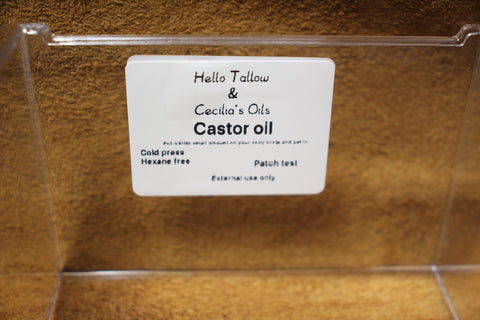 Hello Tallow
&
Cecilia's Oils
Castor oil
Put a little small amount on your skin/ scalp and pat in
Cold press
Hexane free
Patch test
External use only